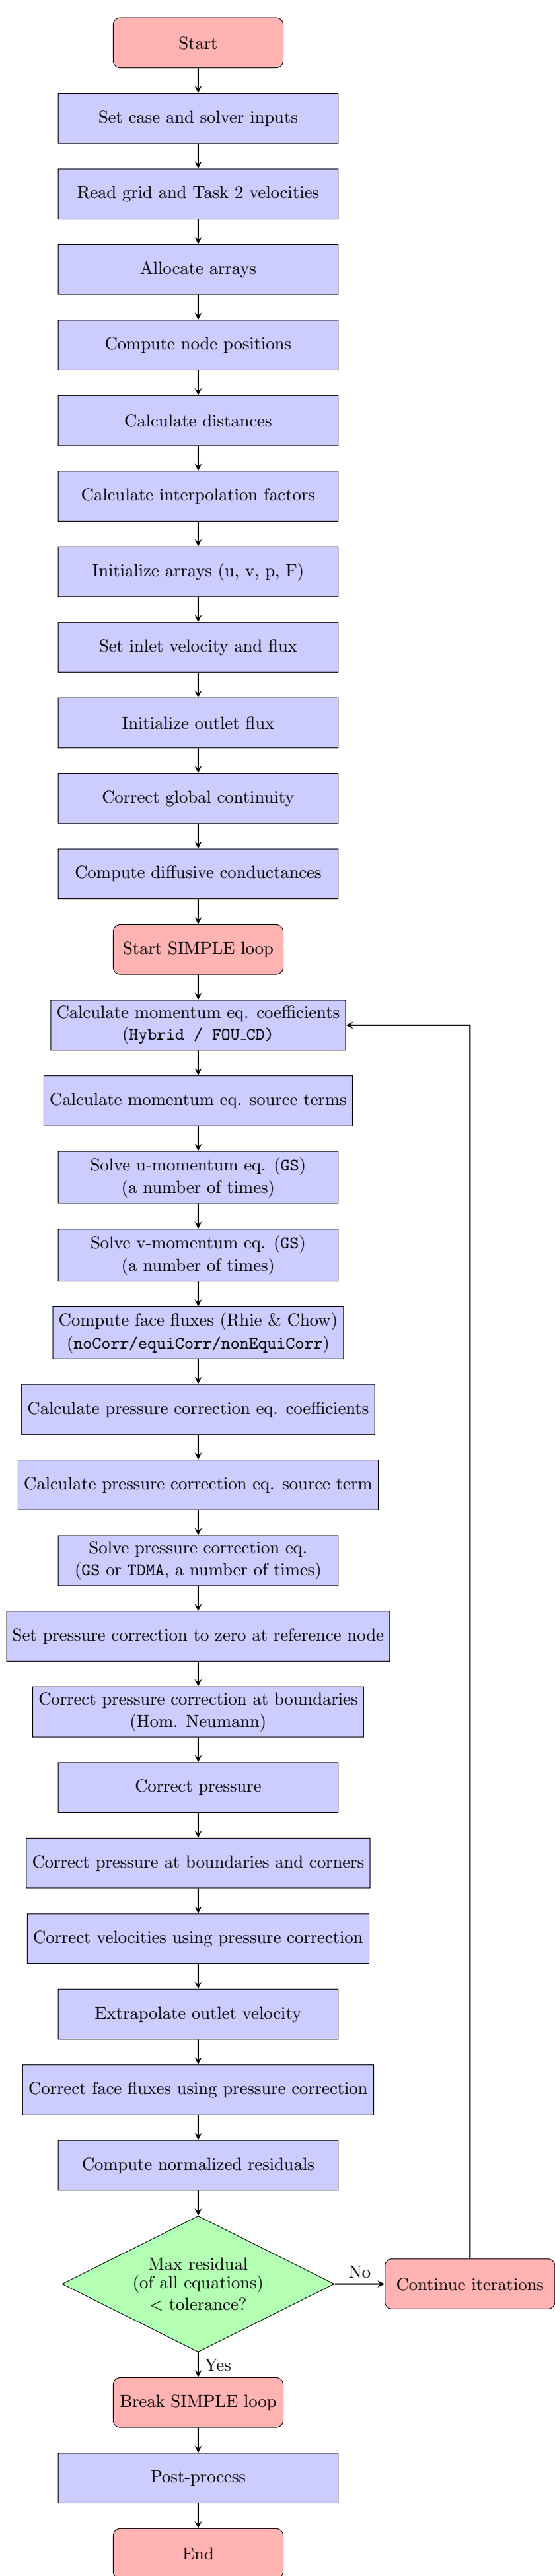 Start
Set case and solver inputs
Read grid and Task 2 velocities
Allocate arrays
Compute node positions
Calculate distances
Calculate interpolation factors
Initialize arrays (u, v, p, F)
Set inlet velocity and flux
Initialize outlet flux
Correct global continuity
Compute diffusive conductances
Start SIMPLE loop
Calculate momentum eq. coefficients
(Hybrid / FOU_CD)
Calculate momentum eq. source terms
Solve u-momentum eq. (GS)
(a number of times)
Solve v-momentum eq. (GS)
(a number of times)
Compute face fluxes (Rhie & Chow)
(noCorr/equiCorr/nonEquiCorr)
Calculate pressure correction eq. coefficients
Calculate pressure correction eq. source term
Solve pressure correction eq.
(GS or TDMA, a number of times)
Set pressure correction to zero at reference node
Correct pressure correction at boundaries
(Hom. Neumann)
Correct pressure
Correct pressure at boundaries and corners
Correct velocities using pressure correction
Extrapolate outlet velocity
Correct face fluxes using pressure correction
Compute normalized residuals
Max residual
(of all equations)
< tolerance?
No
Continue iterations
Yes
Break SIMPLE loop
Post-process
End